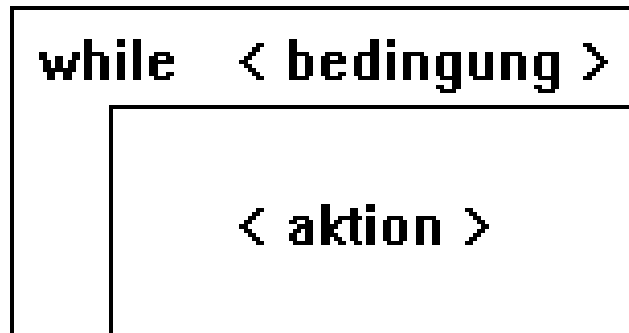 while < bedingung >
< aktion >